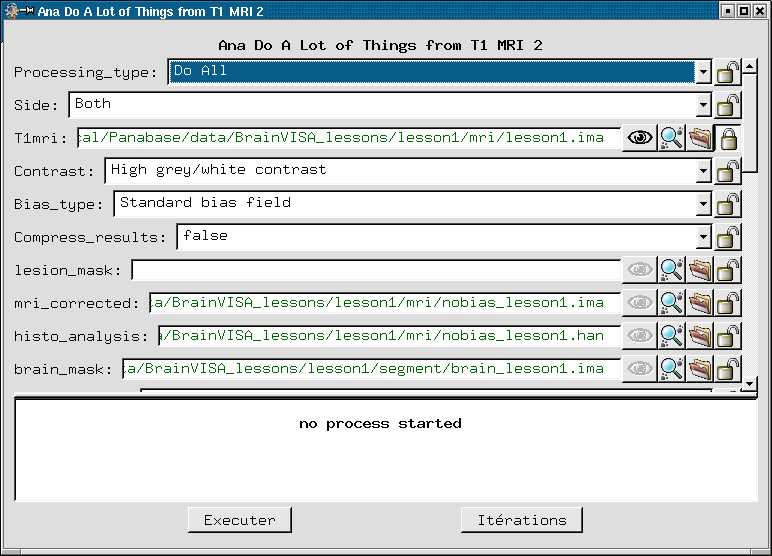 Ana Do A Lot of Things from T1 MRI 2
Ana Do A Lot of Things from T1 MRI 2
Processing_type: Do All
Side: Both
T1mri: cal/Panabase/data/BrainVISA_lessons/lesson1/mri/lesson1.ima
Contrast: High grey/white contrast
Bias_type: Standard bias field
Compress_results: false
lesion_mask:
mri_corrected: ta/BrainVISA_lessons/lesson1/mri/nobias_lesson1.ima
histo_analysis: a/BrainVISA_lessons/lesson1/mri/nobias_lesson1.han
brain_mask: ta/BrainVISA_lessons/lesson1/segment/brain_lesson1.ima
no process started
Executer Itérations